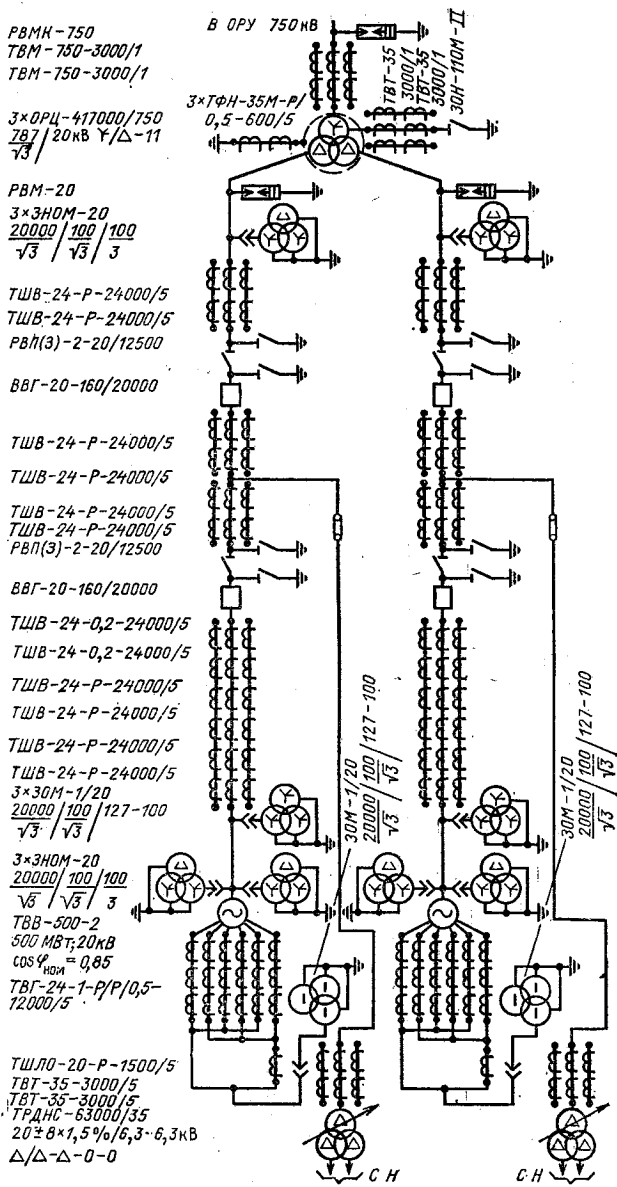 В ОРУ 750 кВ
РВМК-750
ТВМ-750-3000/1
ТВМ-750-3000/1
ТВТ-35
3000/1
ТВТ-35
3000/1
ЗОН-110М-II
3×ТФН-35М-Р/
0,5-600/5
3×ОРЦ-417000/750
787/√3 / 20кВ Y/Δ-11
РВМ-20
3×ЗНОМ-20
20000/√3 / 100/√3 / 100/3
ТШВ-24-Р-24000/5
ТШВ-24-Р-24000/5
РВП(З)-2-20/12500
ВВГ-20-160/20000
ТШВ-24-Р-24000/5
ТШВ-24-Р-24000/5
ТШВ-24-Р-24000/5
ТШВ-24-Р-24000/5
РВП(З)-2-20/12500
ВВГ-20-160/20000
ТШВ-24-0,2-24000/5
ТШВ-24-0,2-24000/5
ТШВ-24-Р-24000/5
ТШВ-24-Р-24000/5
ТШВ-24-Р-24000/5
ТШВ-24-Р-24000/5
3×ЗОМ-1/20
20000/√3 / 100/√3 / 127-100
ЗОМ-1/20
20000/√3 / 100/√3 / 127-100
ЗОМ-1/20
20000/√3 / 100/√3 / 127-100
3×ЗНОМ-20
20000/√3 / 100/√3 / 100/3
ТВВ-500-2
500 МВт; 20кВ
cos φном = 0,85
ТВГ-24-1-Р/Р/0,5-
12000/5
ТШЛО-20-Р-1500/5
ТВТ-35-3000/5
ТВТ-35-3000/5
ТРДНС-63000/35
20±8×1,5%/6,3-6,3кВ
Δ/Δ-Δ-0-0
СН
СН